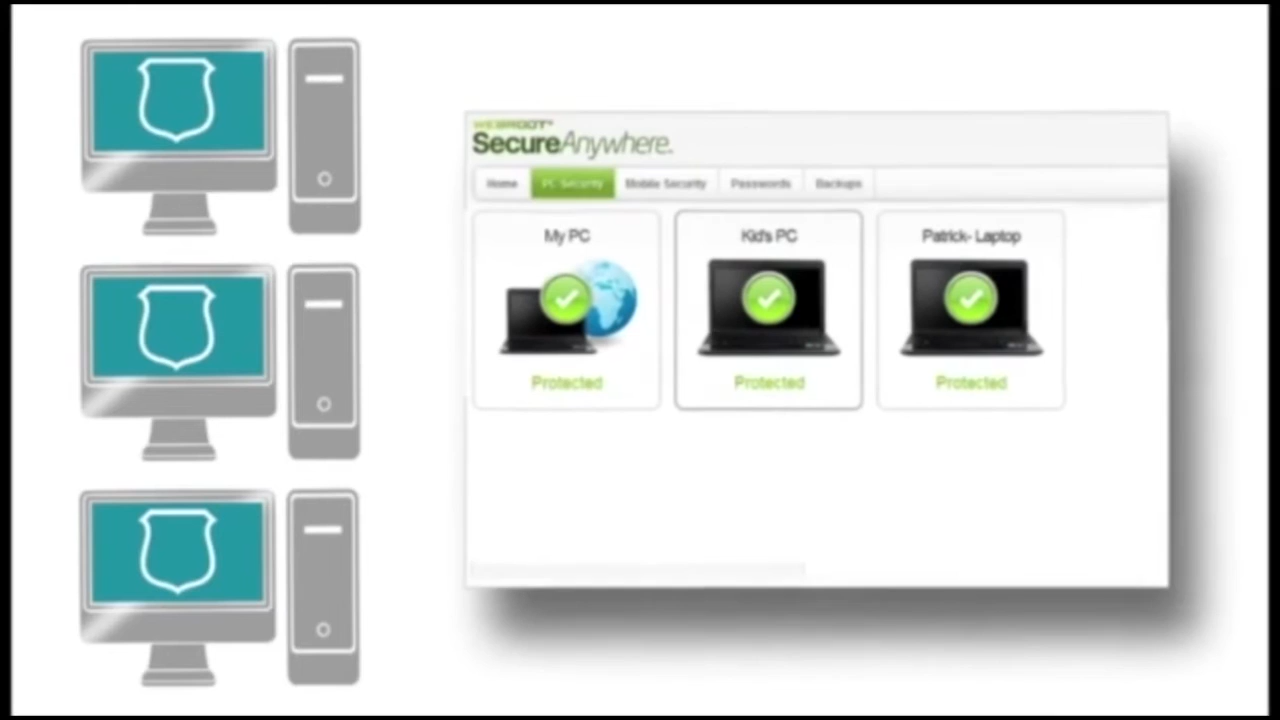 WEBROOT®
SecureAnywhere.
Home PC Security Mobile Security Passwords Backups
My PC Kid's PC Patrick- Laptop
Protected Protected Protected